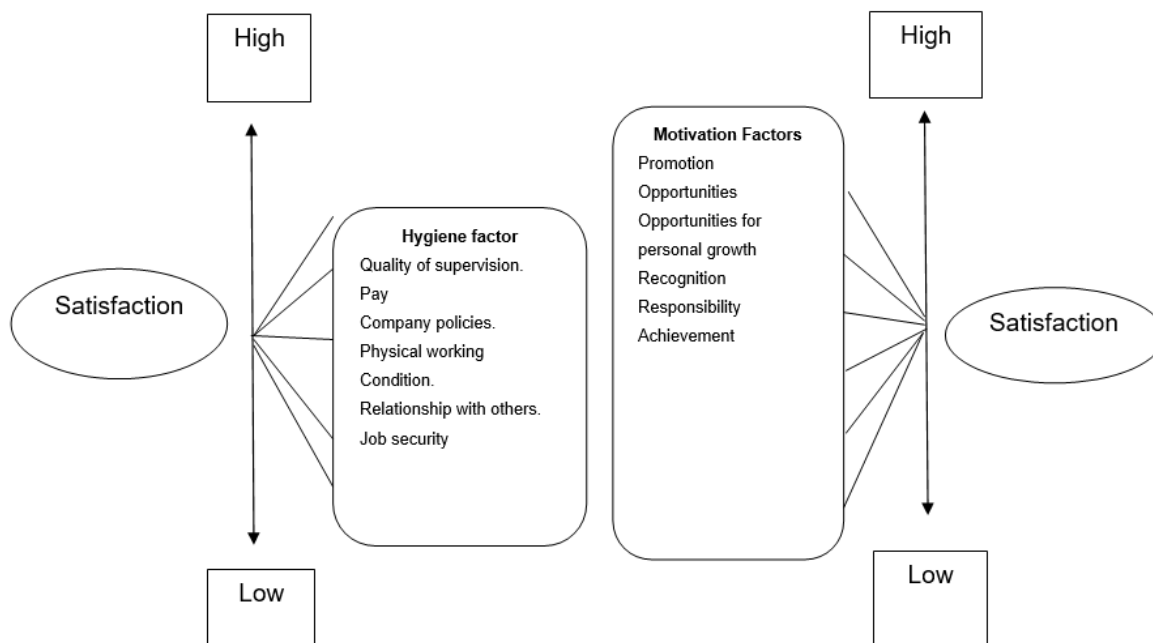 High
High
Motivation Factors
Promotion
Opportunities
Opportunities for
personal growth
Recognition
Responsibility
Achievement
Hygiene factor
Quality of supervision.
Pay
Company policies.
Physical working
Condition.
Relationship with others.
Job security
Satisfaction
Satisfaction
Low
Low